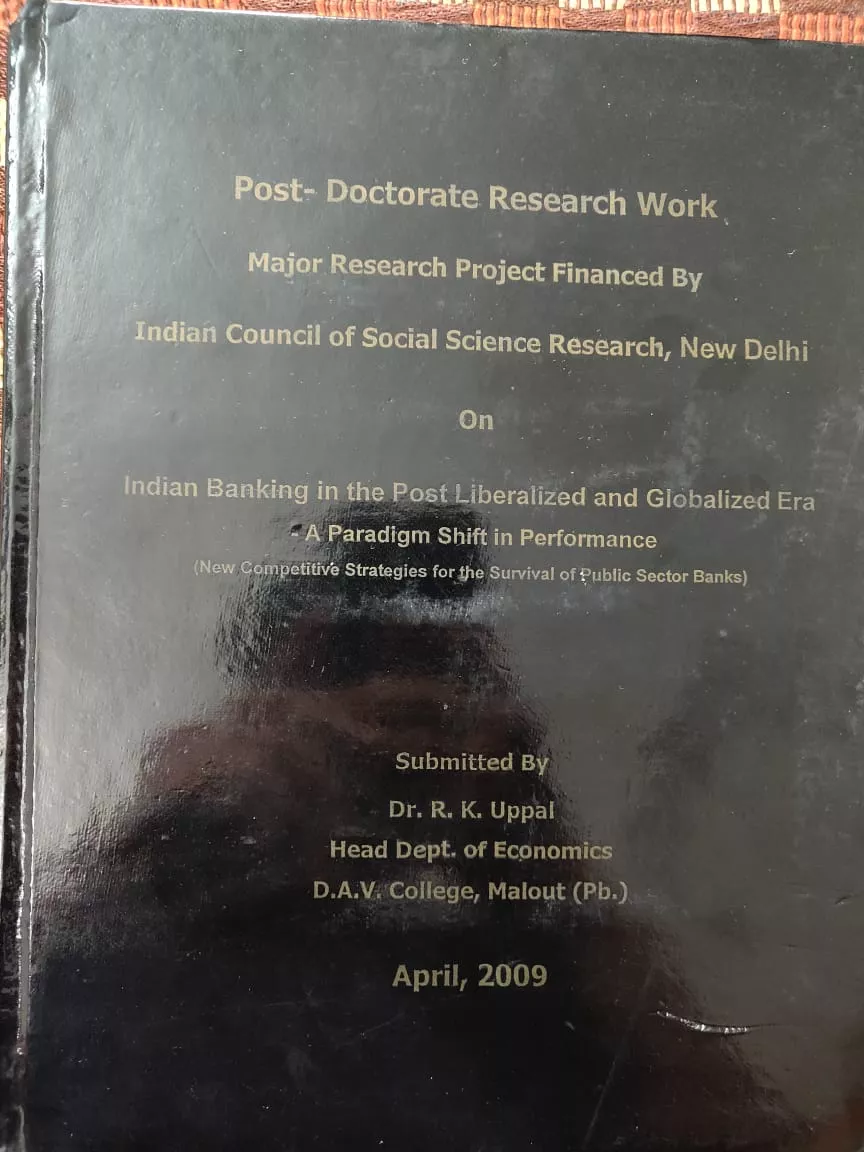 Post- Doctorate Research Work
Major Research Project Financed By
Indian Council of Social Science Research, New Delhi
On
Indian Banking in the Post Liberalized and Globalized Era
- A Paradigm Shift in Performance
(New Competitive Strategies for the Survival of Public Sector Banks)
Submitted By
Dr. R. K. Uppal
Head Dept. of Economics
D.A.V. College, Malout (Pb.)
April, 2009